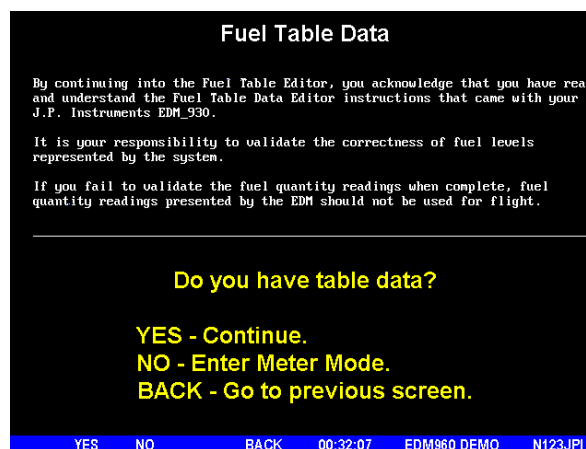 Fuel Table Data
By continuing into the Fuel Table Editor, you acknowledge that you have rea
and understand the Fuel Table Data Editor instructions that came with your
J.P. Instruments EDM_930.
It is your responsibility to validate the correctness of fuel levels
represented by the system.
If you fail to validate the fuel quantity readings when complete, fuel
quantity readings presented by the EDM should not be used for flight.
Do you have table data?
YES - Continue.
NO - Enter Meter Mode.
BACK - Go to previous screen.
YES NO BACK 00:32:07 EDM960 DEMO N123JPI